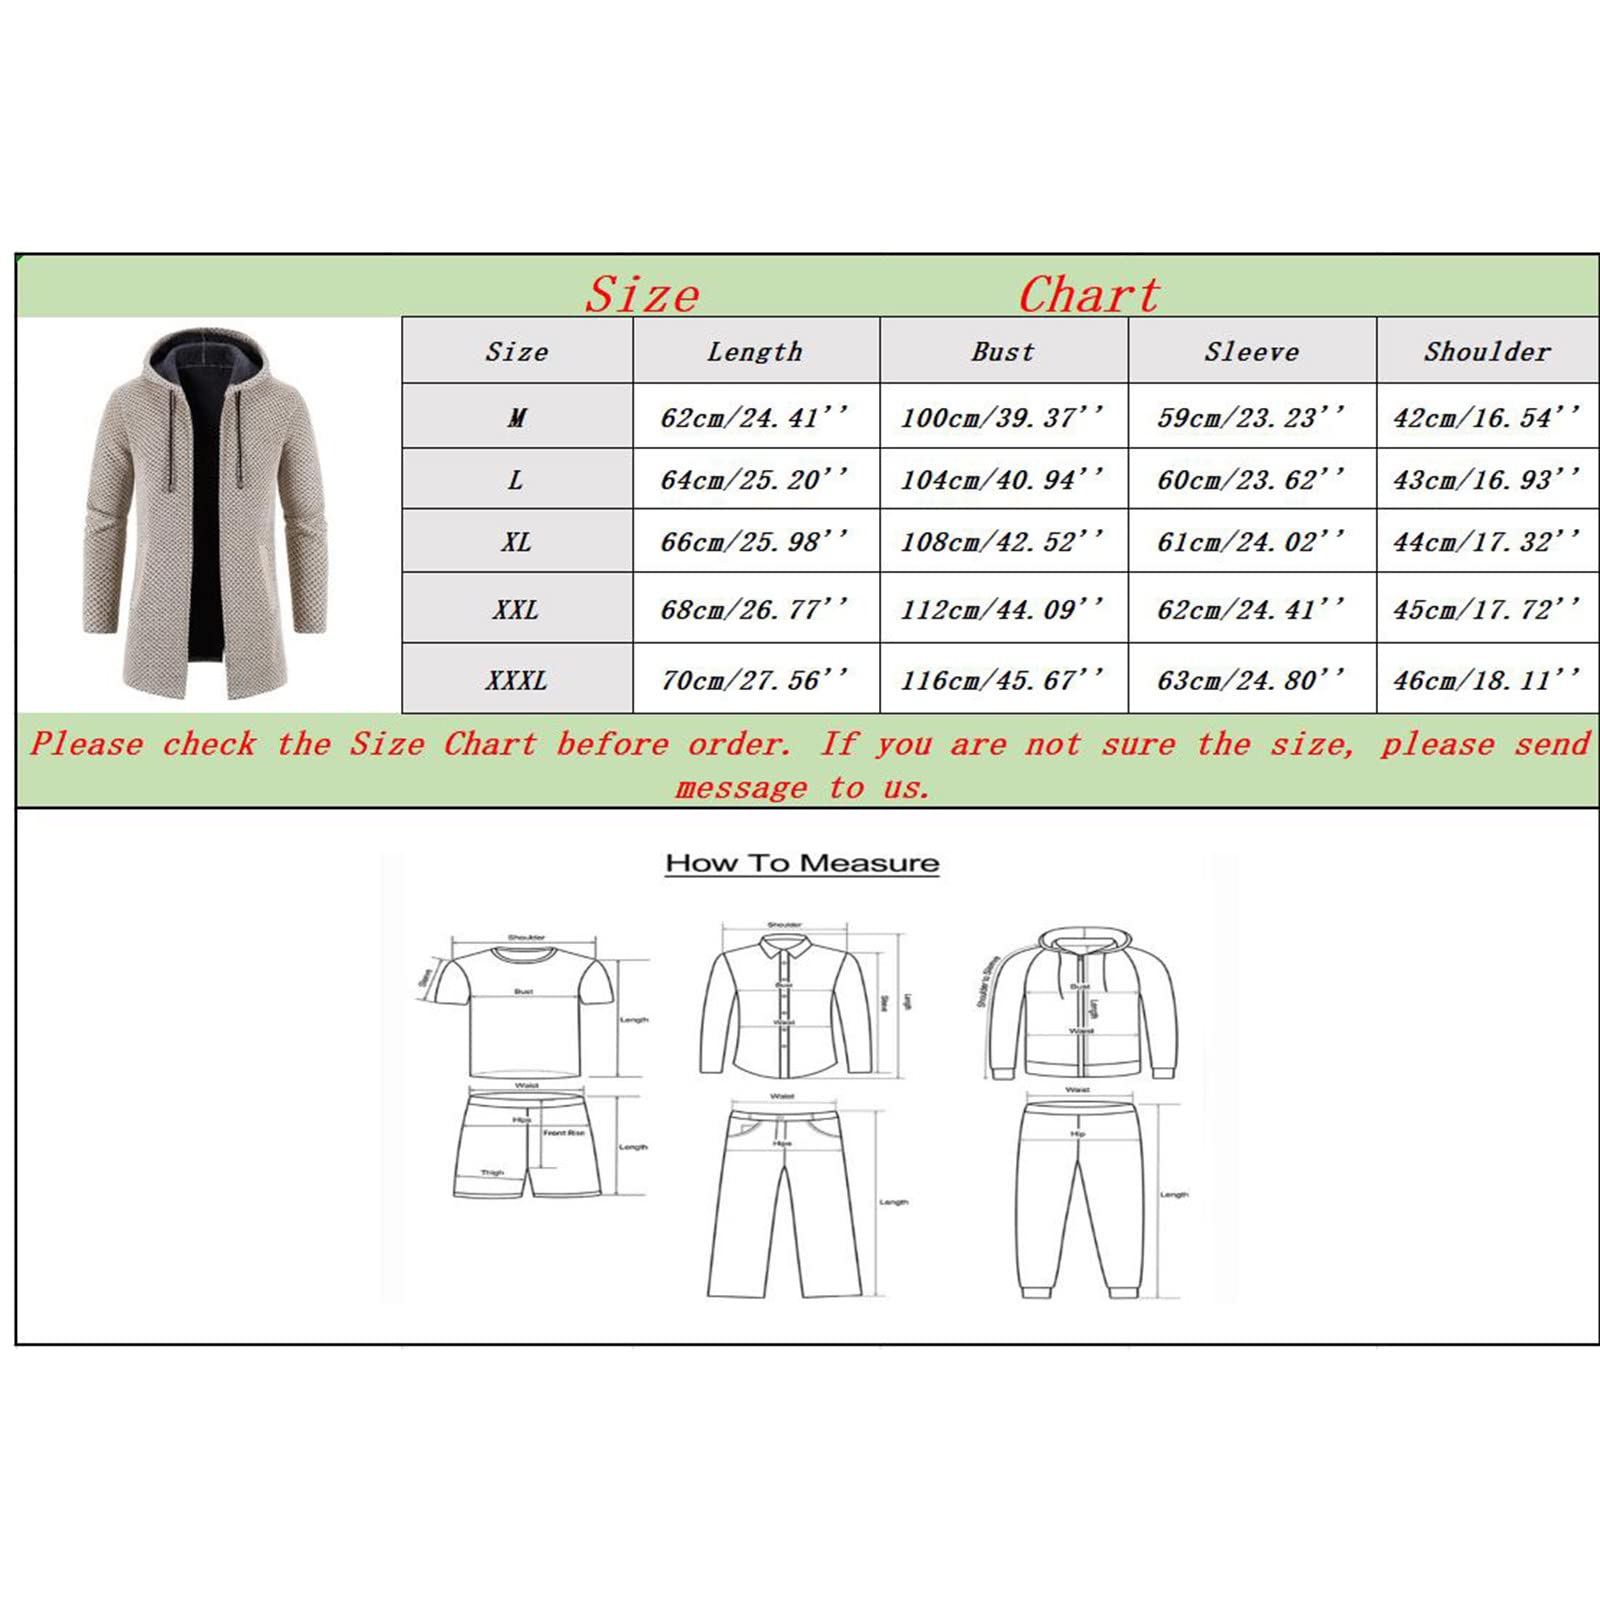 Size Chart
Size Length Bust Sleeve Shoulder
M 62cm/24.41'' 100cm/39.37'' 59cm/23.23'' 42cm/16.54''
L 64cm/25.20'' 104cm/40.94'' 60cm/23.62'' 43cm/16.93''
XL 66cm/25.98'' 108cm/42.52'' 61cm/24.02'' 44cm/17.32''
XXL 68cm/26.77'' 112cm/44.09'' 62cm/24.41'' 45cm/17.72''
XXXL 70cm/27.56'' 116cm/45.67'' 63cm/24.80'' 46cm/18.11''
Please check the Size Chart before order. If you are not sure the size, please send
message to us.
How To Measure
Shoulder
Sleeve
Bust
Length
Waist
Hips
Front Rise
Thigh
Length
Shoulder
Bust
Waist
Sleeve
Length
Waist
Hips
Length
Shoulder to Sleeve
Bust
Length
Waist
Waist
Hip
Length